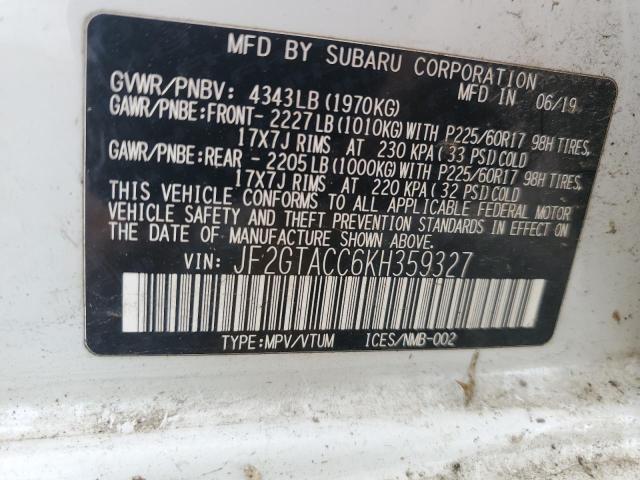 MFD BY SUBARU CORPORATION
MFD IN 06/19
GVWR/PNBV: 4343LB (1970KG)
GAWR/PNBE:FRONT- 2227LB (1010KG) WITH P225/60R17 98H TIRES,
17X7J RIMS AT 230 KPA (33 PSI) COLD
GAWR/PNBE:REAR - 2205LB (1000KG) WITH P225/60R17 98H TIRES,
17X7J RIMS AT 220 KPA (32 PSI) COLD
THIS VEHICLE CONFORMS TO ALL APPLICABLE FEDERAL MOTOR
VEHICLE SAFETY AND THEFT PREVENTION STANDARDS IN EFFECT ON
THE DATE OF MANUFACTURE SHOWN ABOVE.
VIN: JF2GTACC6KH359327
TYPE:MPV/VTUM ICES/NMB-002